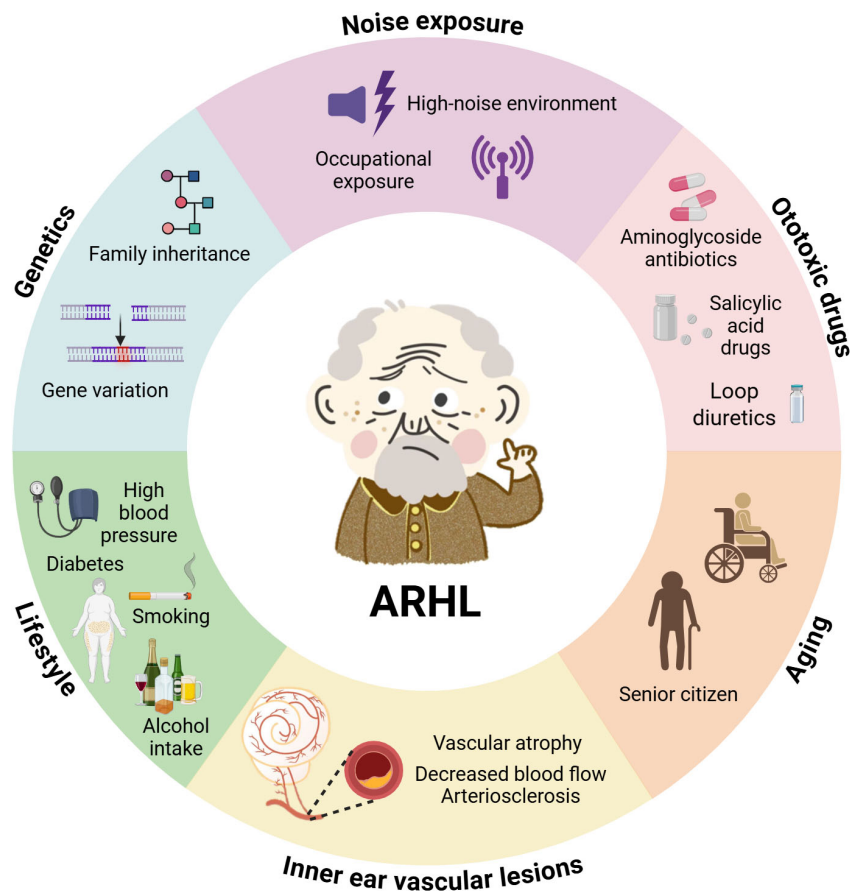 Noise exposure
High-noise environment
Occupational
exposure
Ototoxic drugs
Aminoglycoside
antibiotics
Salicylic
acid
drugs
Loop
diuretics
Aging
Senior citizen
Inner ear vascular lesions
Vascular atrophy
Decreased blood flow
Arteriosclerosis
Lifestyle
High
blood
pressure
Diabetes
Smoking
Alcohol
intake
Genetics
Family inheritance
Gene variation
ARHL